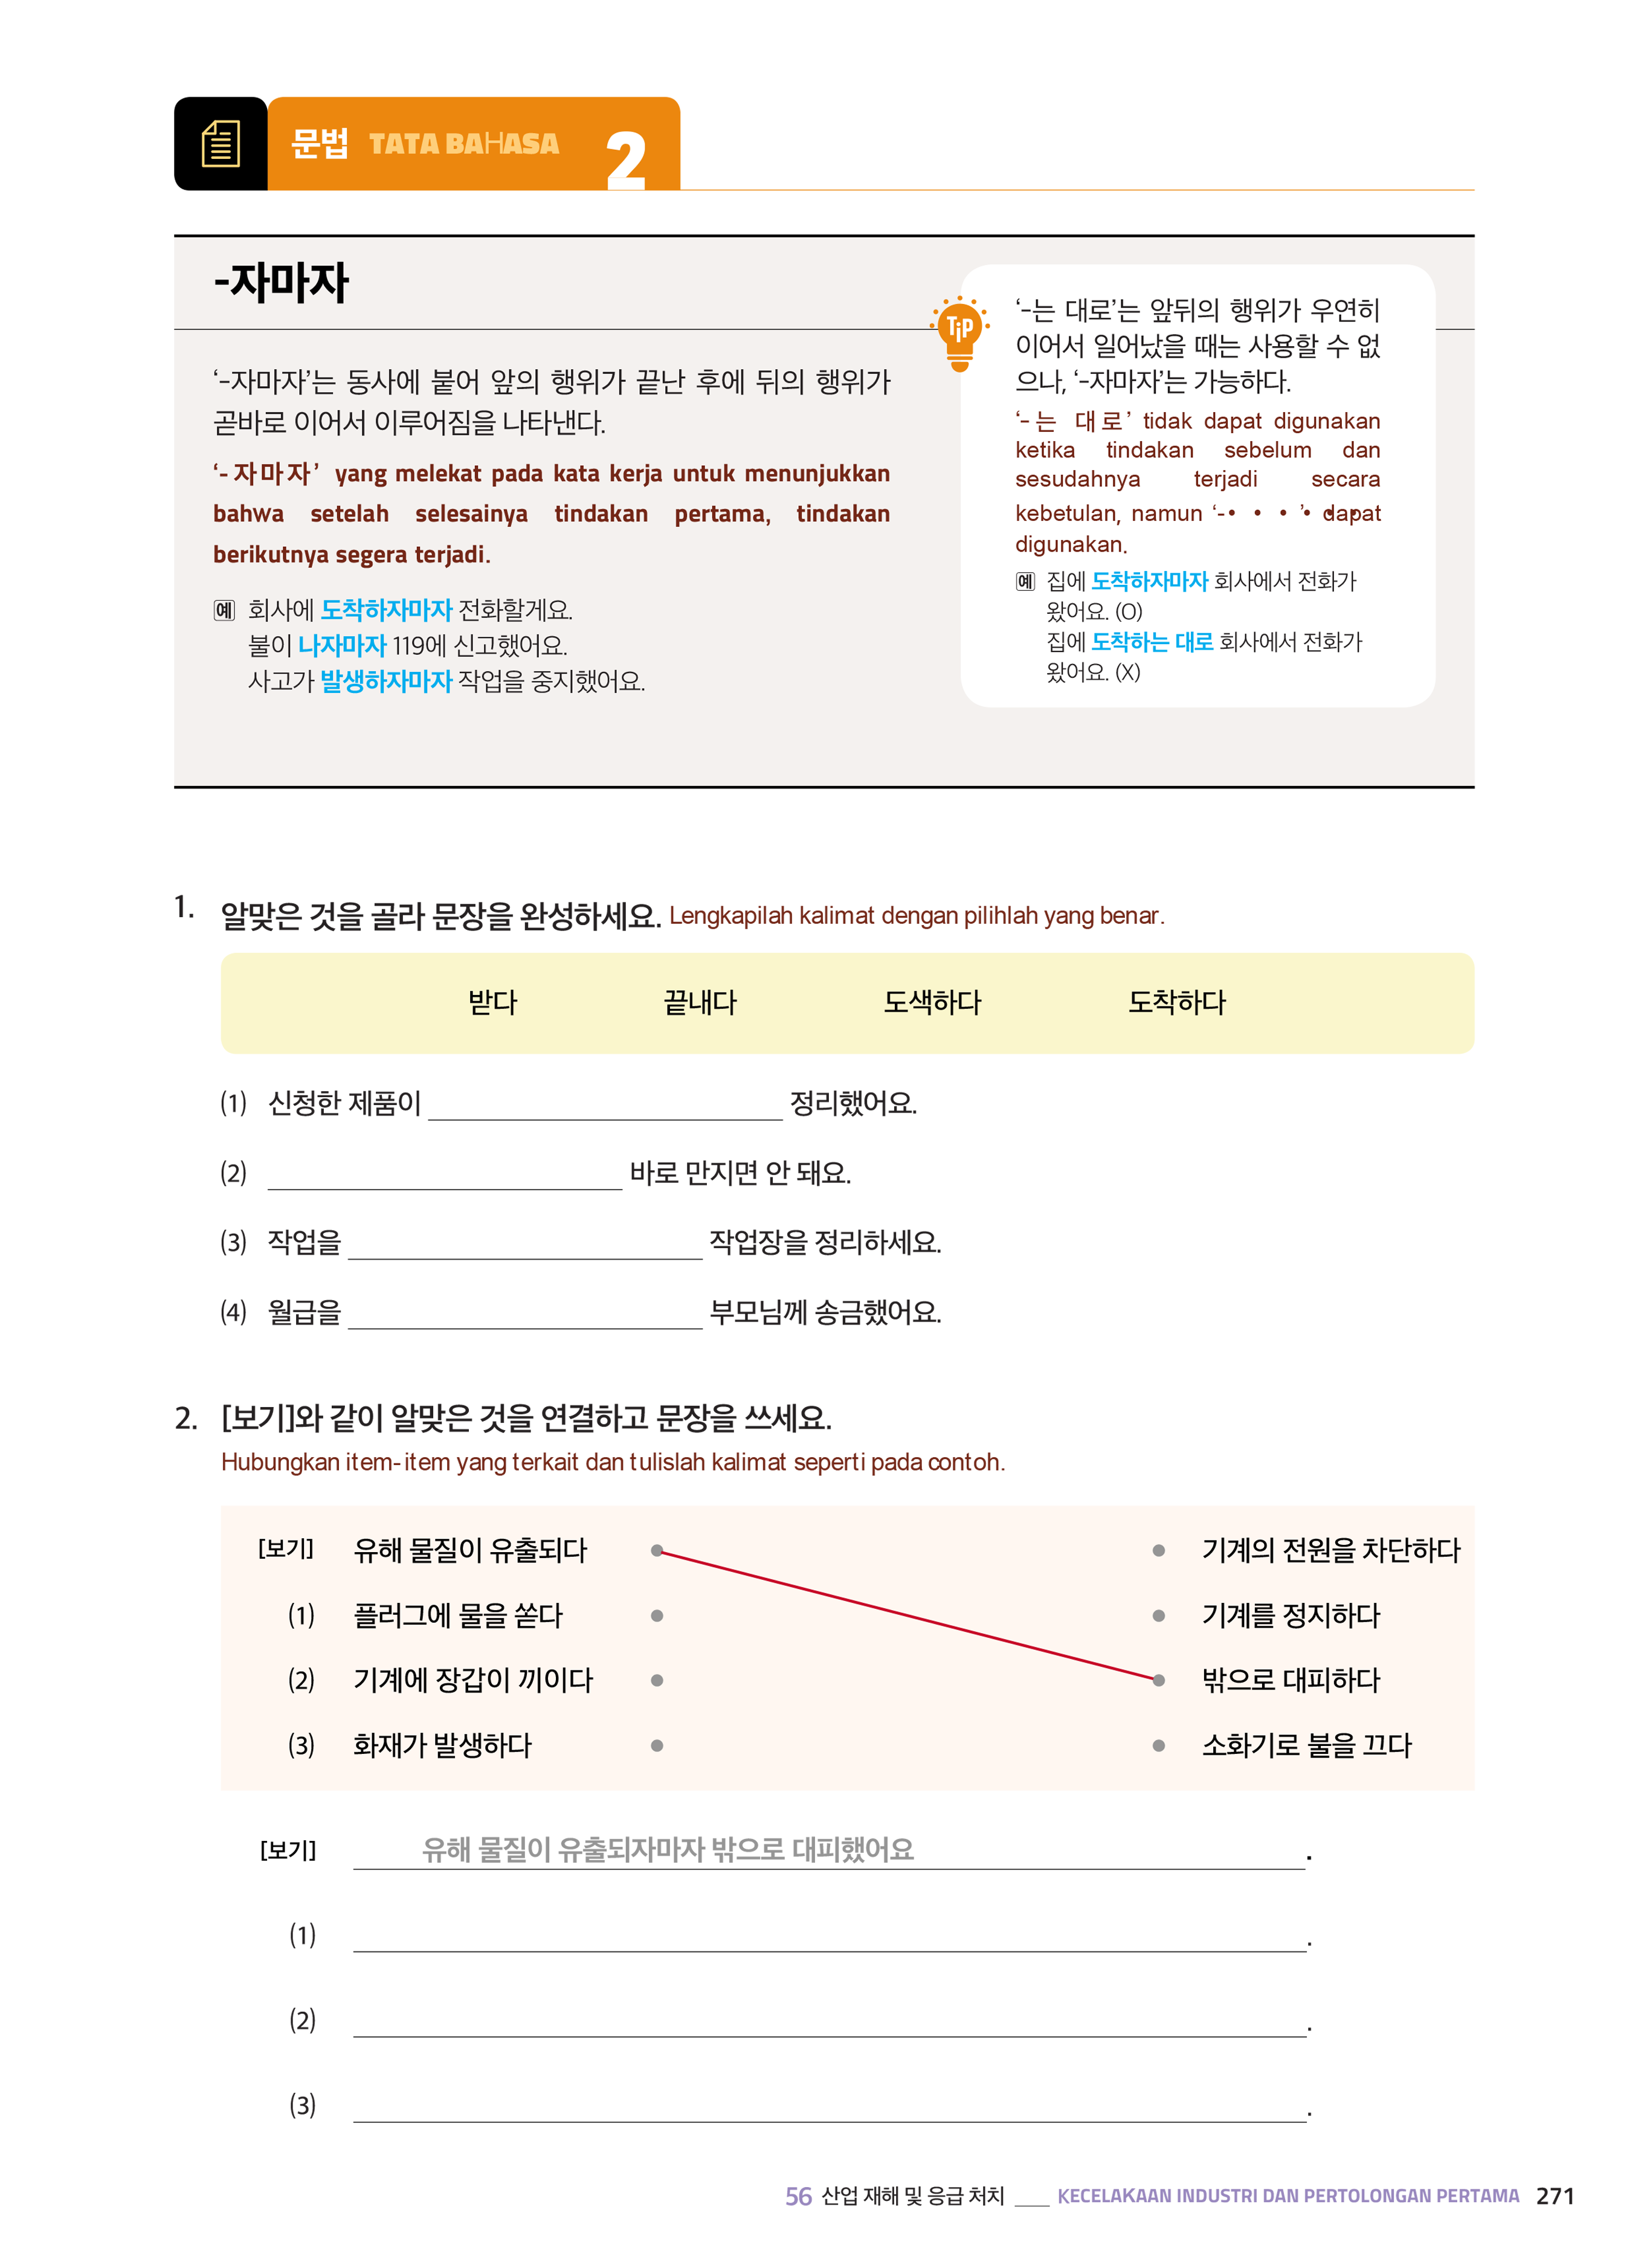 문법 TATA BAHASA 2
-자마자
‘-자마자’는 동사에 붙어 앞의 행위가 끝난 후에 뒤의 행위가
곧바로 이어서 이루어짐을 나타낸다.
‘-자마자’ yang melekat pada kata kerja untuk menunjukkan
bahwa setelah selesainya tindakan pertama, tindakan
berikutnya segera terjadi.
예 회사에 도착하자마자 전화할게요.
불이 나자마자 119에 신고했어요.
사고가 발생하자마자 작업을 중지했어요.
Tip
‘-는 대로’는 앞뒤의 행위가 우연히
이어서 일어났을 때는 사용할 수 없
으나, ‘-자마자’는 가능하다.
‘-는 대로’ tidak dapat digunakan
ketika tindakan sebelum dan
sesudahnya terjadi secara
kebetulan, namun ‘-• • • ’• • • dapat
digunakan.
예 집에 도착하자마자 회사에서 전화가
왔어요. (O)
집에 도착하는 대로 회사에서 전화가
왔어요. (X)
1. 알맞은 것을 골라 문장을 완성하세요. Lengkapilah kalimat dengan pilihlah yang benar.
받다 끝내다 도색하다 도착하다
(1) 신청한 제품이 ____ 정리했어요.
(2) ____ 바로 만지면 안 돼요.
(3) 작업을 ____ 작업장을 정리하세요.
(4) 월급을 ____ 부모님께 송금했어요.
2. [보기]와 같이 알맞은 것을 연결하고 문장을 쓰세요.
Hubungkan item-item yang terkait dan tulislah kalimat seperti pada contoh.
[보기] 유해 물질이 유출되다 • • 기계의 전원을 차단하다
(1) 플러그에 물을 쏟다 • • 기계를 정지하다
(2) 기계에 장갑이 끼이다 • • 밖으로 대피하다
(3) 화재가 발생하다 • • 소화기로 불을 끄다
[보기] 유해 물질이 유출되자마자 밖으로 대피했어요.
(1) ____.
(2) ____.
(3) ____.
56 산업 재해 및 응급 처치 ___ KECELAKAAN INDUSTRI DAN PERTOLONGAN PERTAMA 271